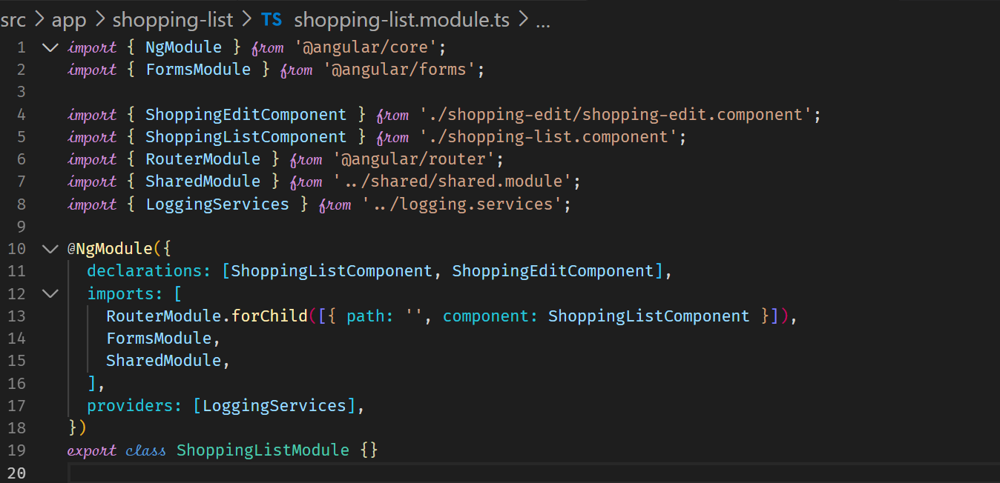 src > app > shopping-list > TS shopping-list.module.ts > ...
1 import { NgModule } from '@angular/core';
2 import { FormsModule } from '@angular/forms';
3
4 import { ShoppingEditComponent } from './shopping-edit/shopping-edit.component';
5 import { ShoppingListComponent } from './shopping-list.component';
6 import { RouterModule } from '@angular/router';
7 import { SharedModule } from '../shared/shared.module';
8 import { LoggingServices } from '../logging.services';
9
10 @NgModule({
11   declarations: [ShoppingListComponent, ShoppingEditComponent],
12   imports: [
13     RouterModule.forChild([{ path: '', component: ShoppingListComponent }]),
14     FormsModule,
15     SharedModule,
16   ],
17   providers: [LoggingServices],
18 })
19 export class ShoppingListModule {}
20